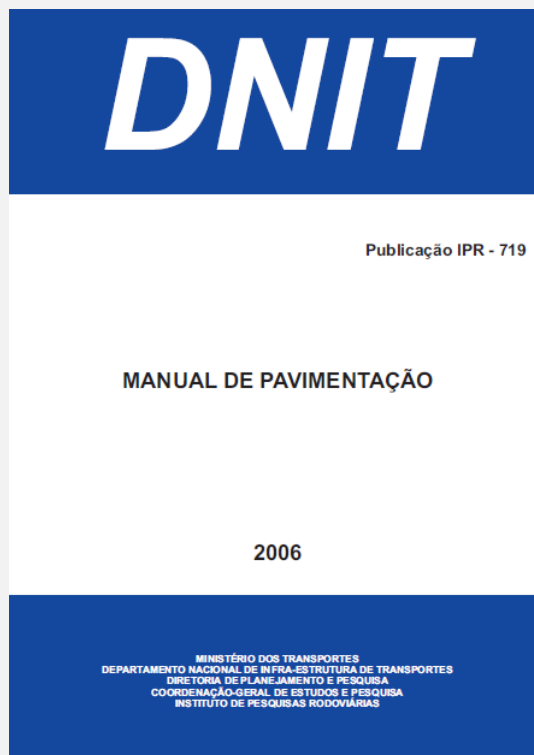 DNIT
Publicação IPR - 719
MANUAL DE PAVIMENTAÇÃO
2006
MINISTÉRIO DOS TRANSPORTES
DEPARTAMENTO NACIONAL DE INFRA-ESTRUTURA DE TRANSPORTES
DIRETORIA DE PLANEJAMENTO E PESQUISA
COORDENAÇÃO-GERAL DE ESTUDOS E PESQUISA
INSTITUTO DE PESQUISAS RODOVIÁRIAS